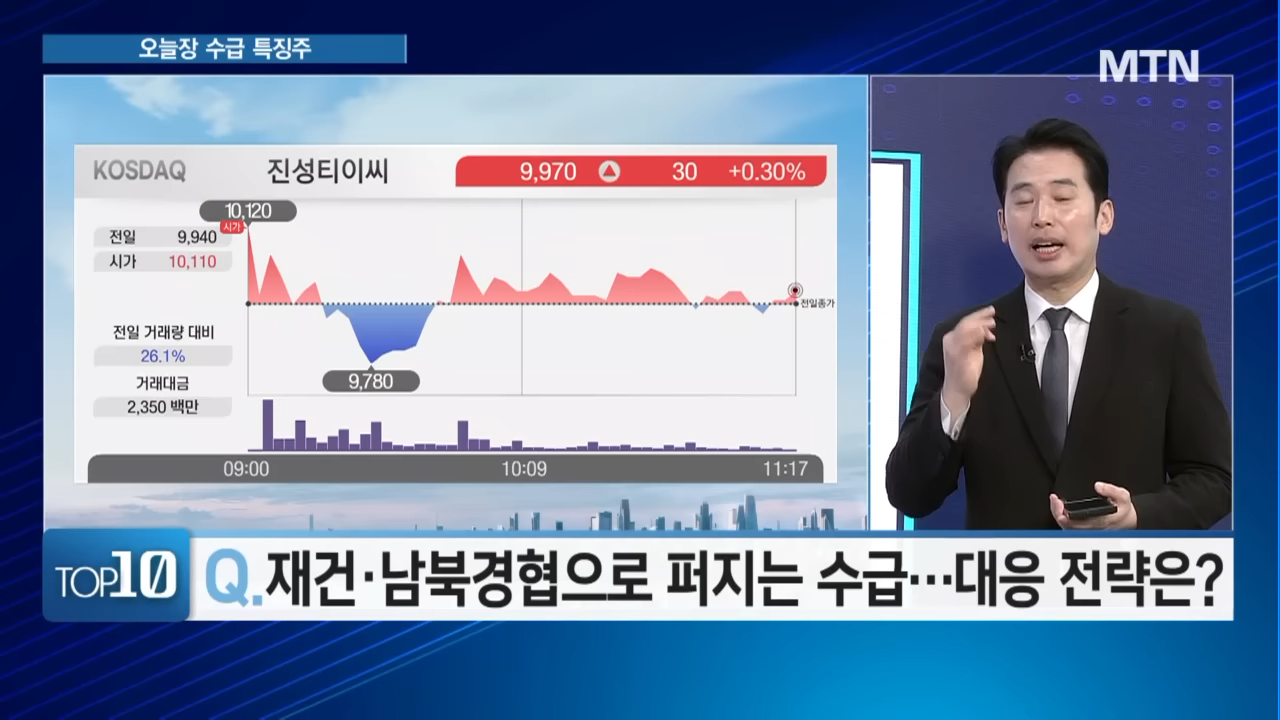 오늘장 수급 특징주
MTN
KOSDAQ 진성티이씨 9,970 30 +0.30%
10,120
시가
전일 9,940
시가 10,110
전일종가
전일 거래량 대비
26.1%
9,780
거래대금
2,350 백만
09:00 10:09 11:17
TOP10 Q.재건·남북경협으로 퍼지는 수급…대응 전략은?